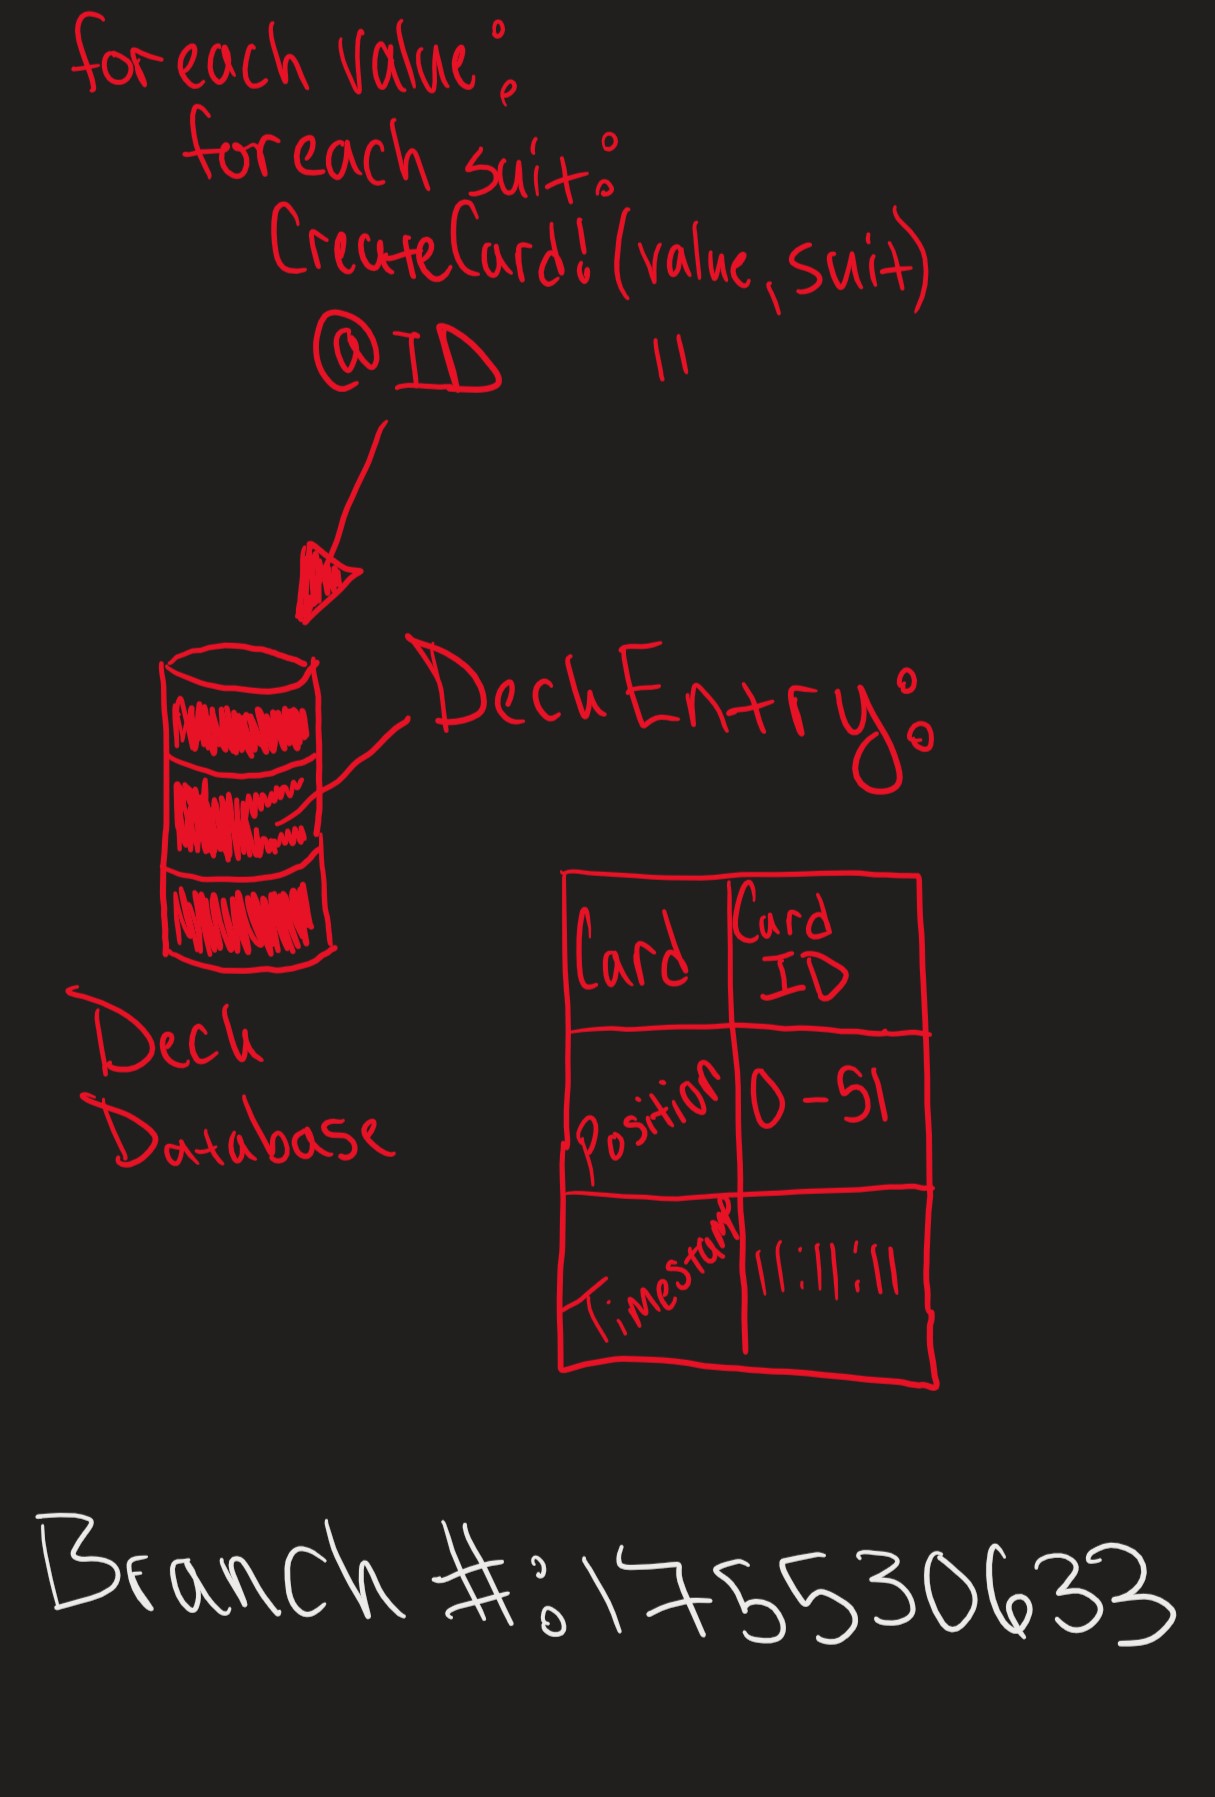 foreach value:
foreach suit:
CreateCard!(value, suit)
@ID "
DeckEntry:
Card
Card
ID
Position
0-51
Timestamp
11:11:11
Deck
Database
Branch #:175530633